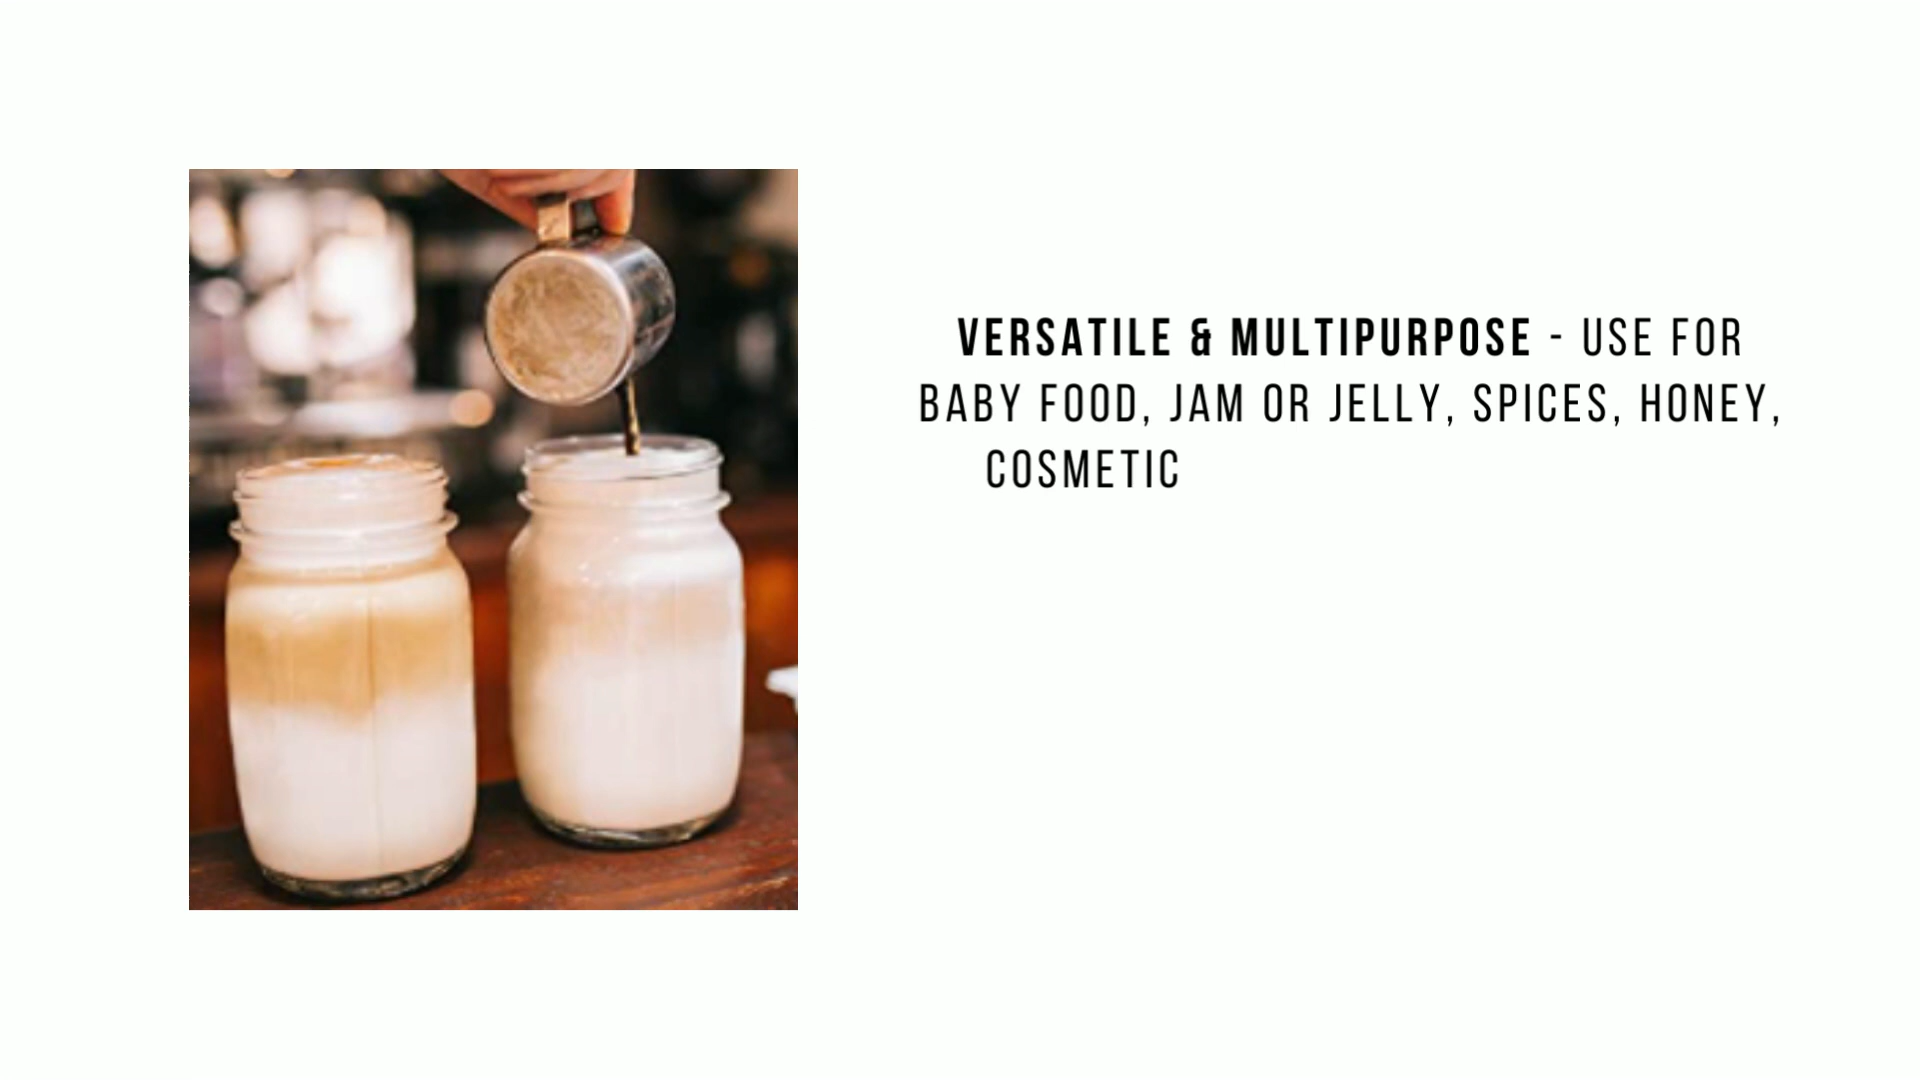 VERSATILE & MULTIPURPOSE - USE FOR
BABY FOOD, JAM OR JELLY, SPICES, HONEY,
COSMETIC